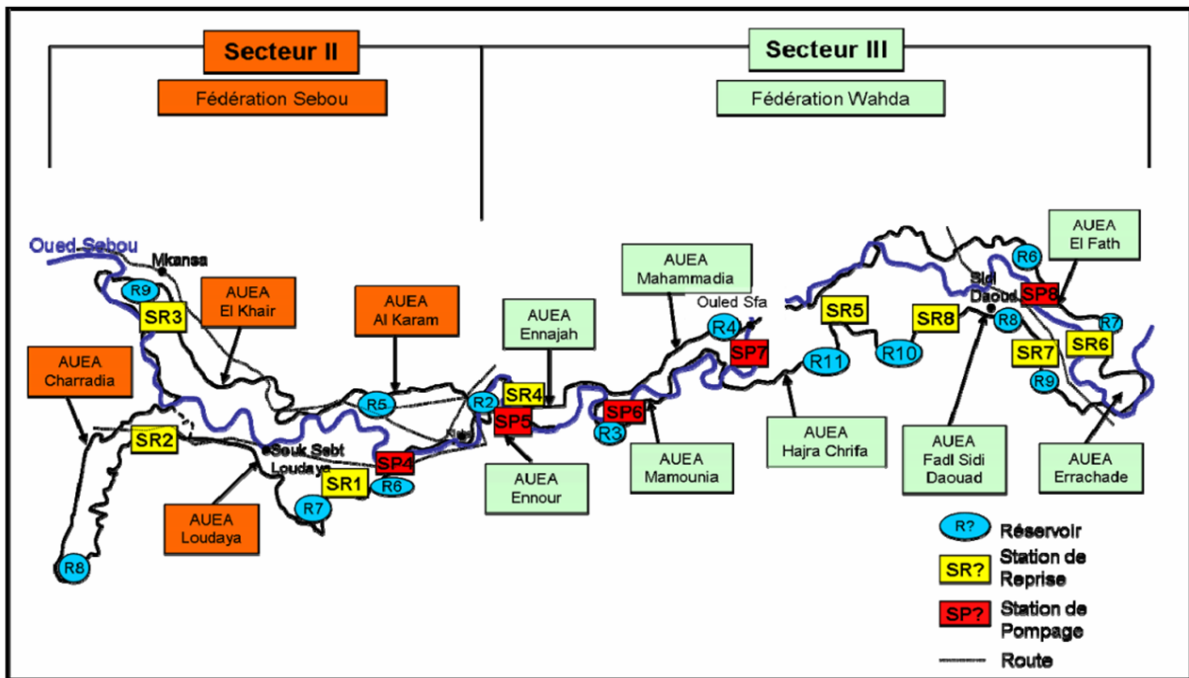 Secteur II
Secteur III
Fédération Sebou
Fédération Wahda
Oued Sebou
Mkansa
R9
SR3
AUEA
El Khair
AUEA
Al Karam
AUEA
Charradia
SR2
Souk Sebt
Loudaya
R5
SP4
R6
SR1
R7
R8
AUEA
Loudaya
AUEA
Ennajah
R2
SR4
SP5
AUEA
Ennour
AUEA
Mahammadia
Ouled Sfa
R4
SP7
SP6
R3
AUEA
Mamounia
AUEA
Hajra Chrifa
SR5
R11
R10
SR8
Sidi
Daoud
R8
AUEA
El Fath
R6
SP8
R7
SR6
SR7
R9
AUEA
Fadl Sidi
Daouad
AUEA
Errachade
R?
Réservoir
SR?
Station de
Reprise
SP?
Station de
Pompage
Route